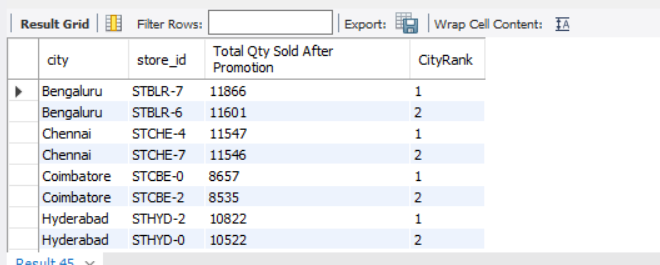 Result Grid Filter Rows: Export: Wrap Cell Content: IA
city store_id Total Qty Sold After Promotion CityRank
Bengaluru STBLR-7 11866 1
Bengaluru STBLR-6 11601 2
Chennai STCHE-4 11547 1
Chennai STCHE-7 11546 2
Coimbatore STCBE-0 8657 1
Coimbatore STCBE-2 8535 2
Hyderabad STHYD-2 10822 1
Hyderabad STHYD-0 10522 2
Result 45